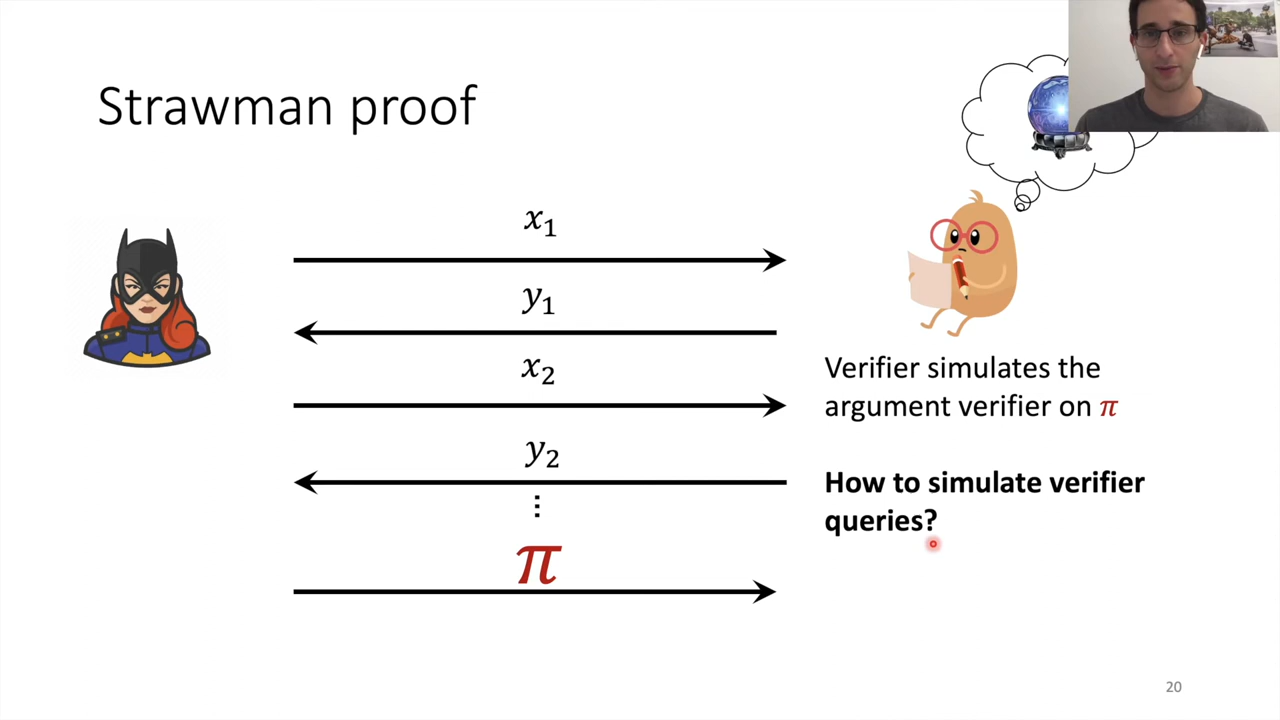 Strawman proof
x₁
y₁
x₂
y₂
⋮
π
Verifier simulates the
argument verifier on π
How to simulate verifier
queries?
20